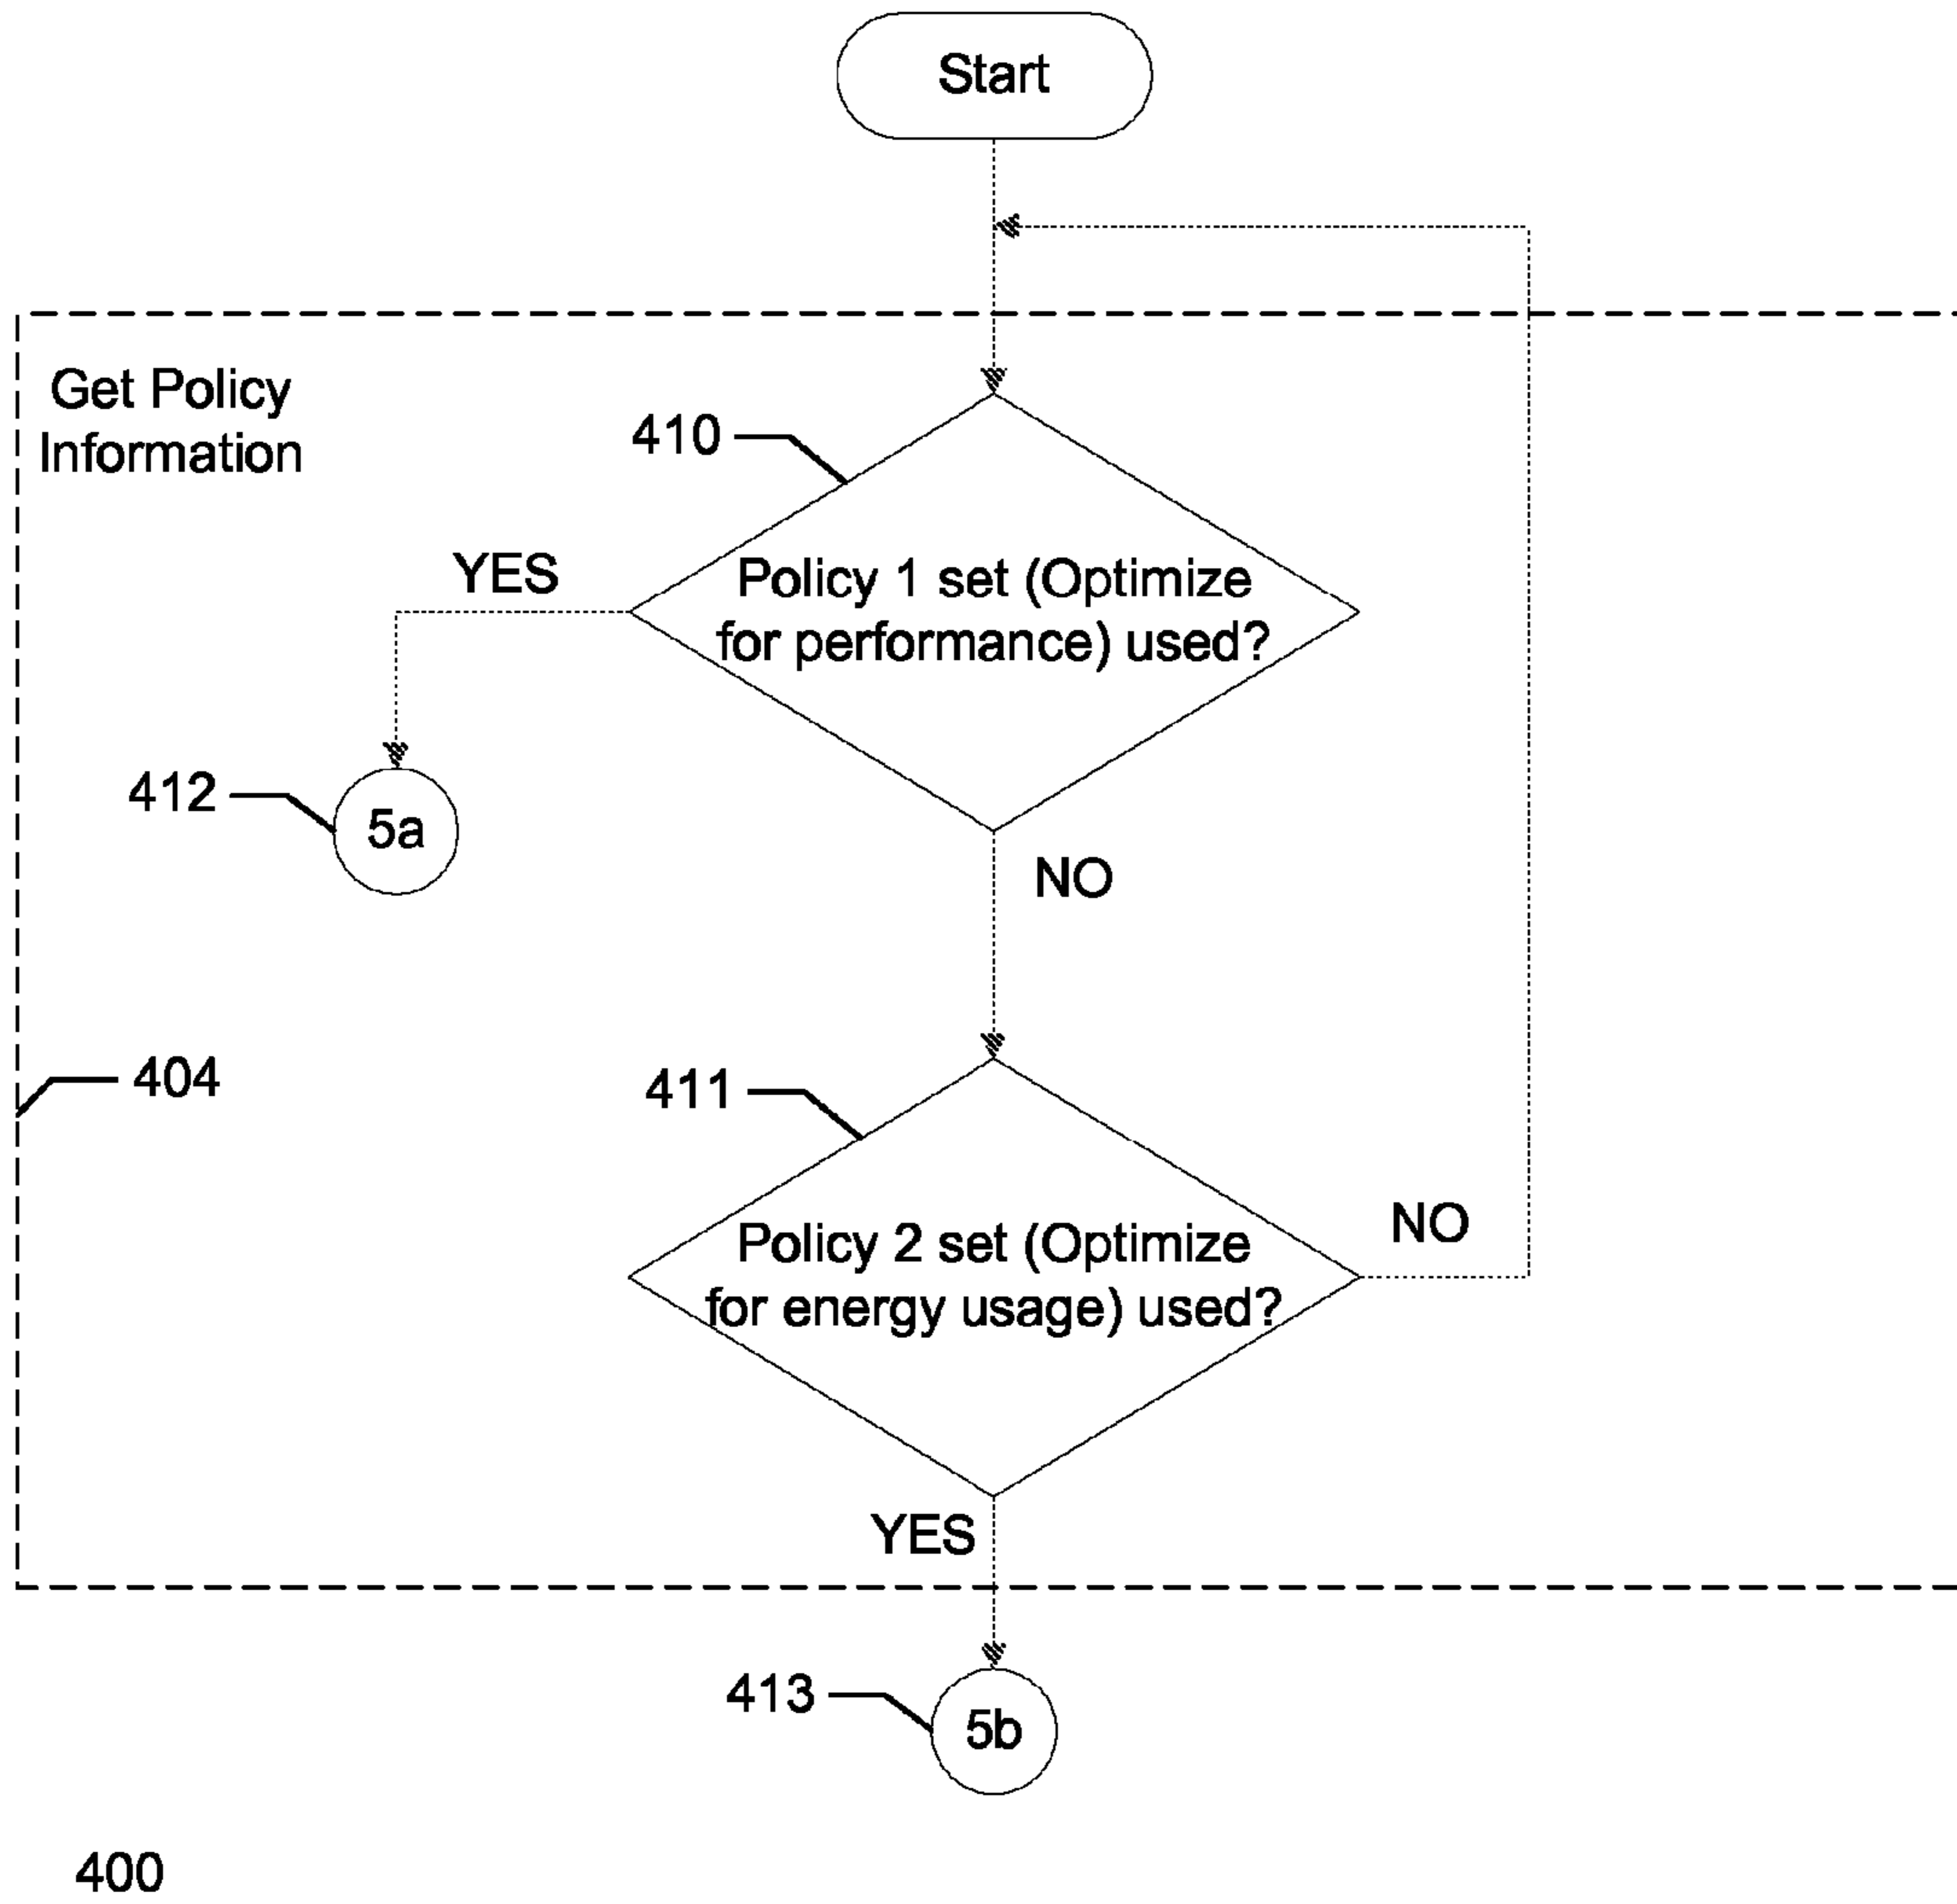 Start
Get Policy
Information
410
YES
Policy 1 set (Optimize
for performance) used?
412
5a
NO
404
411
Policy 2 set (Optimize
for energy usage) used?
NO
YES
413
5b
400